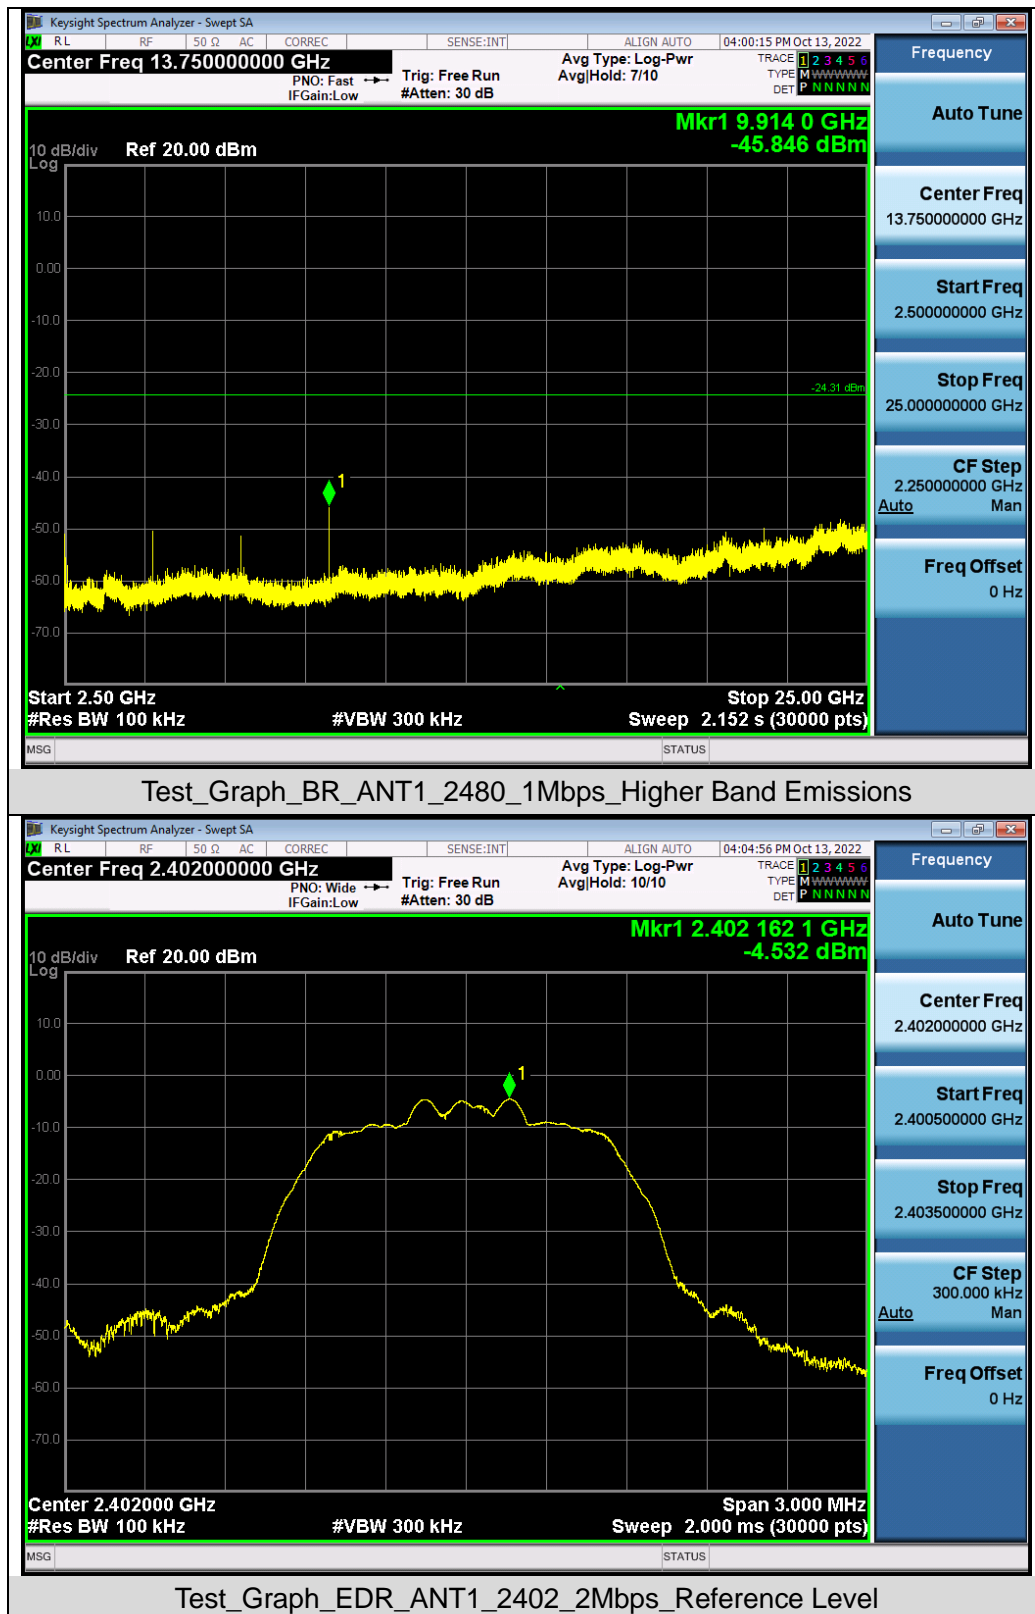 Keysight Spectrum Analyzer - Swept SA
LXI RL RF 50 Ω AC CORREC SENSE:INT ALIGN AUTO 04:00:15 PM Oct 13, 2022
Center Freq 13.750000000 GHz
PNO: Fast
IFGain:Low
Trig: Free Run
#Atten: 30 dB
Avg Type: Log-Pwr
Avg|Hold: 7/10
TRACE 1 2 3 4 5 6
TYPE M WWWWW
DET P N N N N N
Mkr1 9.914 0 GHz
-45.846 dBm
10 dB/div
Log
Ref 20.00 dBm
10.0
0.00
-10.0
-20.0
-24.31 dBm
-30.0
-40.0
1
-50.0
-60.0
-70.0
Start 2.50 GHz
Stop 25.00 GHz
#Res BW 100 kHz
#VBW 300 kHz
Sweep 2.152 s (30000 pts)
MSG
STATUS
Frequency
Auto Tune
Center Freq
13.750000000 GHz
Start Freq
2.500000000 GHz
Stop Freq
25.000000000 GHz
CF Step
2.250000000 GHz
Auto Man
Freq Offset
0 Hz
Test_Graph_BR_ANT1_2480_1Mbps_Higher Band Emissions
Keysight Spectrum Analyzer - Swept SA
LXI RL RF 50 Ω AC CORREC SENSE:INT ALIGN AUTO 04:04:56 PM Oct 13, 2022
Center Freq 2.402000000 GHz
PNO: Wide
IFGain:Low
Trig: Free Run
#Atten: 30 dB
Avg Type: Log-Pwr
Avg|Hold: 10/10
TRACE 1 2 3 4 5 6
TYPE M WWWWW
DET P N N N N N
Mkr1 2.402 162 1 GHz
-4.532 dBm
10 dB/div
Log
Ref 20.00 dBm
10.0
0.00
1
-10.0
-20.0
-30.0
-40.0
-50.0
-60.0
-70.0
Center 2.402000 GHz
Span 3.000 MHz
#Res BW 100 kHz
#VBW 300 kHz
Sweep 2.000 ms (30000 pts)
MSG
STATUS
Frequency
Auto Tune
Center Freq
2.402000000 GHz
Start Freq
2.400500000 GHz
Stop Freq
2.403500000 GHz
CF Step
300.000 kHz
Auto Man
Freq Offset
0 Hz
Test_Graph_EDR_ANT1_2402_2Mbps_Reference Level